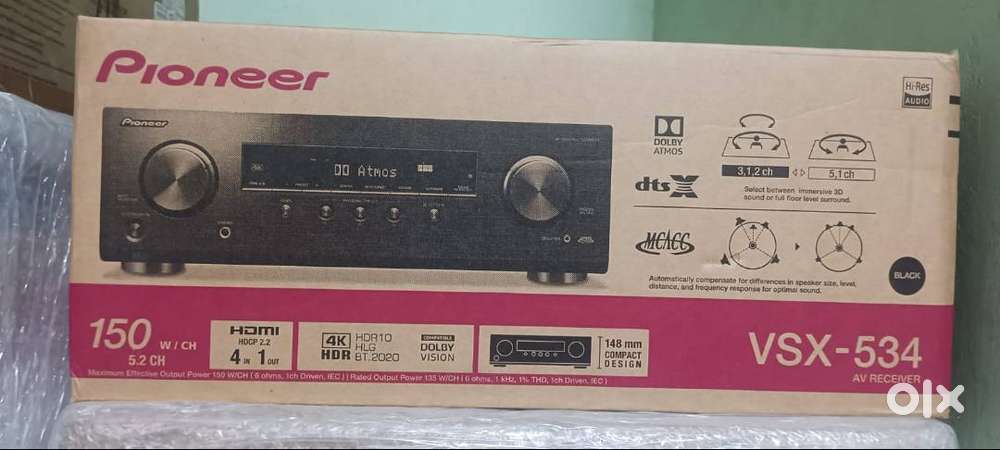 Pioneer
Hi-Res
AUDIO
Pioneer
DD Atmos
DOLBY
ATMOS
3,1,2 ch
5,1 ch
dts X
Select between immersive 3D
sound or full floor level surround.
MCACC
Automatically compensate for differences in speaker size, level,
distance, and frequency response for optimal sound.
BLACK
150 W / CH
5.2 CH
HDMI
HDCP 2.2
4 IN 1 OUT
4K
HDR
HDR10
HLG
BT.2020
COMPATIBLE
DOLBY
VISION
148 mm
COMPACT
DESIGN
VSX-534
AV RECEIVER
Maximum Effective Output Power 150 W/CH ( 6 ohms, 1ch Driven, IEC ) | Rated Output Power 135 W/CH ( 6 ohms, 1 kHz, 1% THD, 1ch Driven, IEC )
olx